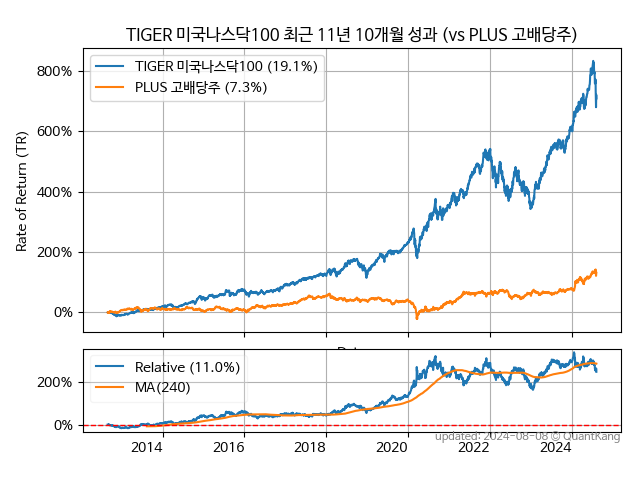 TIGER 미국나스닥100 최근 11년 10개월 성과 (vs PLUS 고배당주)
TIGER 미국나스닥100 (19.1%)
PLUS 고배당주 (7.3%)
Rate of Return (TR)
800%
600%
400%
200%
0%
Relative (11.0%)
MA(240)
200%
0%
2014
2016
2018
2020
2022
2024
updated: 2024-08-08 © QuantKang